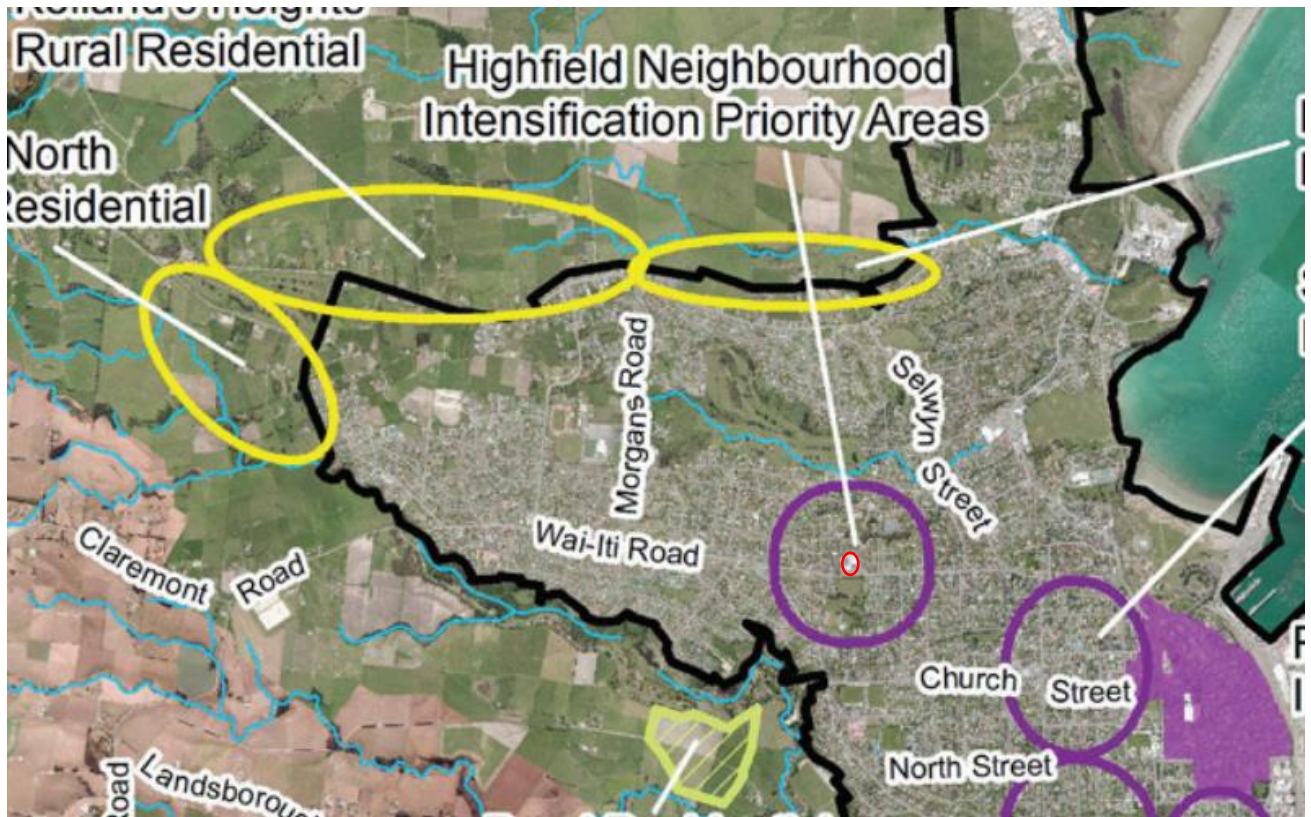 Rural Residential
Highfield Neighbourhood
Intensification Priority Areas
North
Residential
Morgans Road
Selwyn Street
Wai-Iti Road
Claremont Road
Church Street
North Street
Road